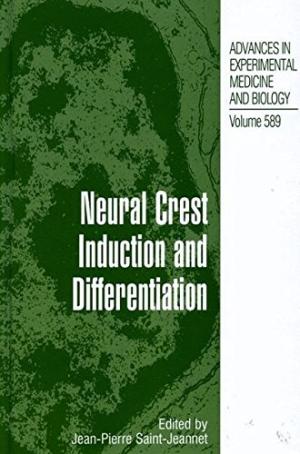 ADVANCES IN
EXPERIMENTAL
MEDICINE
AND BIOLOGY
Volume 589
Neural Crest
Induction and
Differentiation
Edited by
Jean-Pierre Saint-Jeannet